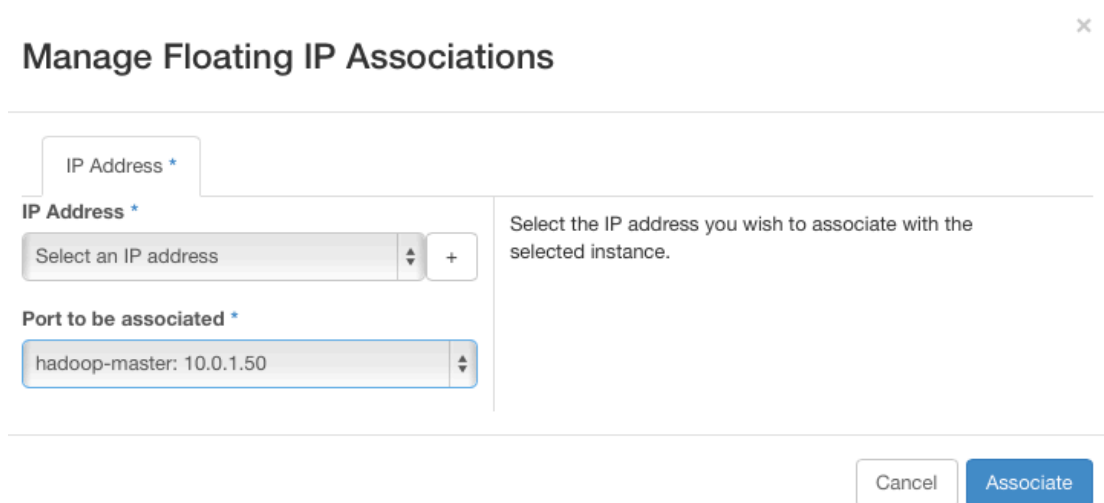 ×
Manage Floating IP Associations
IP Address *
IP Address *
Select an IP address
+
Port to be associated *
hadoop-master: 10.0.1.50
Select the IP address you wish to associate with the
selected instance.
Cancel
Associate